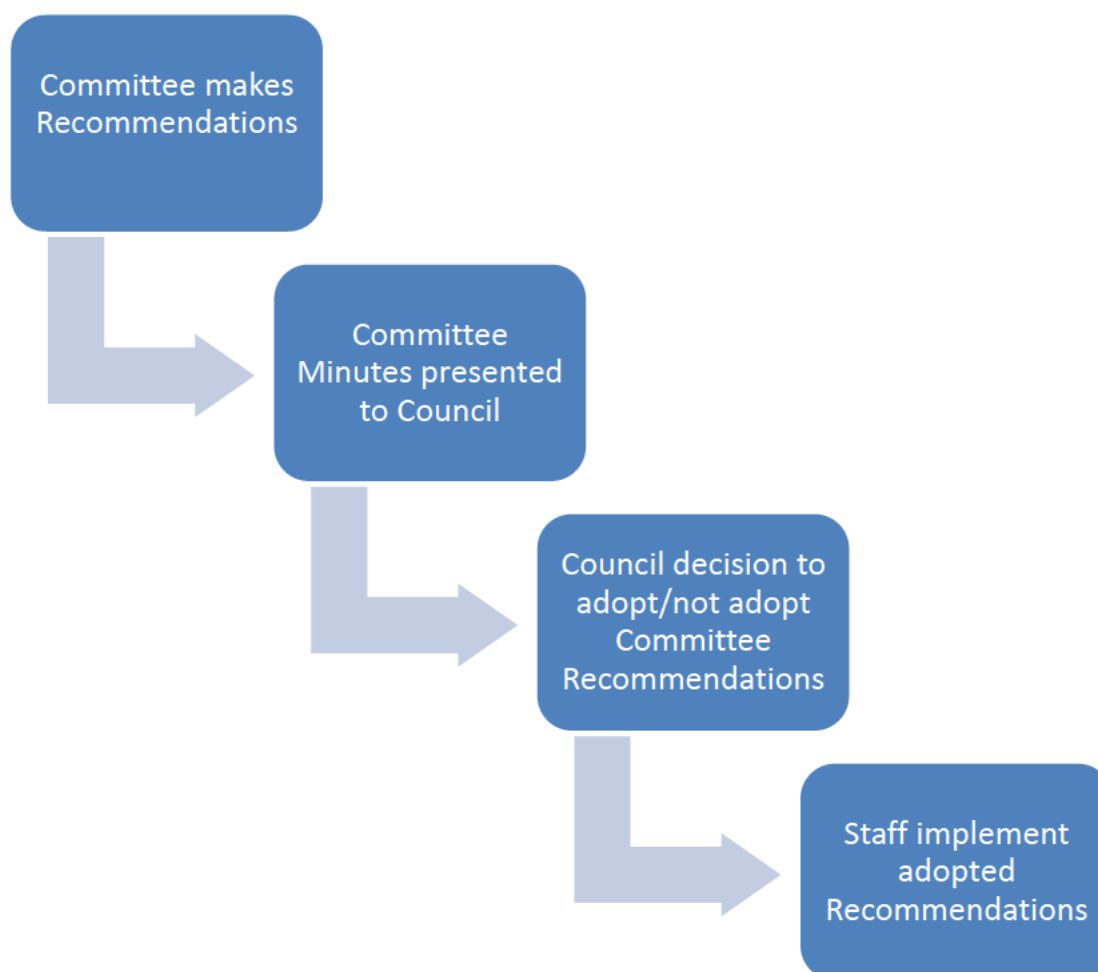 Committee makes
Recommendations
Committee
Minutes presented
to Council
Council decision to
adopt/not adopt
Committee
Recommendations
Staff implement
adopted
Recommendations